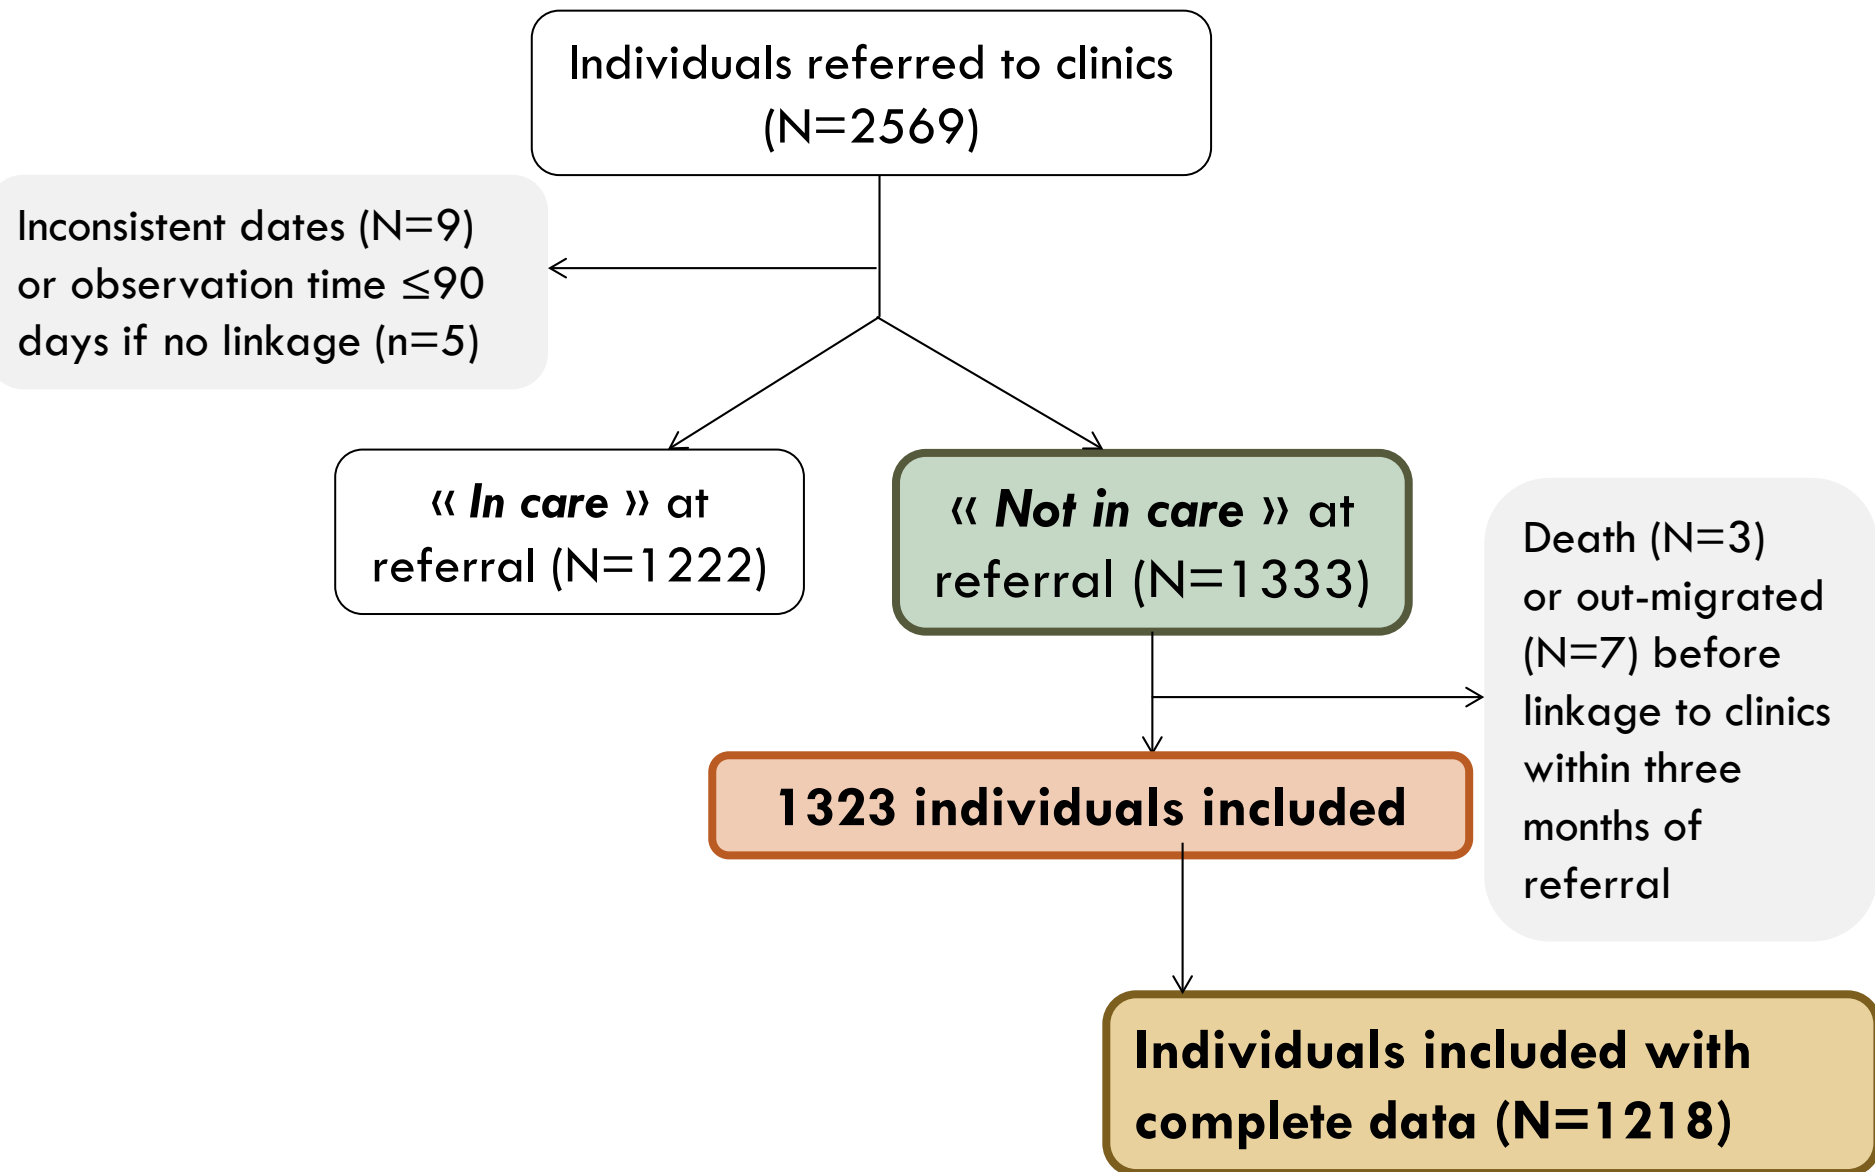 Individuals referred to clinics
(N=2569)
Inconsistent dates (N=9)
or observation time ≤90
days if no linkage (n=5)
« In care » at
referral (N=1222)
« Not in care » at
referral (N=1333)
Death (N=3)
or out-migrated
(N=7) before
linkage to clinics
within three
months of
referral
1323 individuals included
Individuals included with
complete data (N=1218)